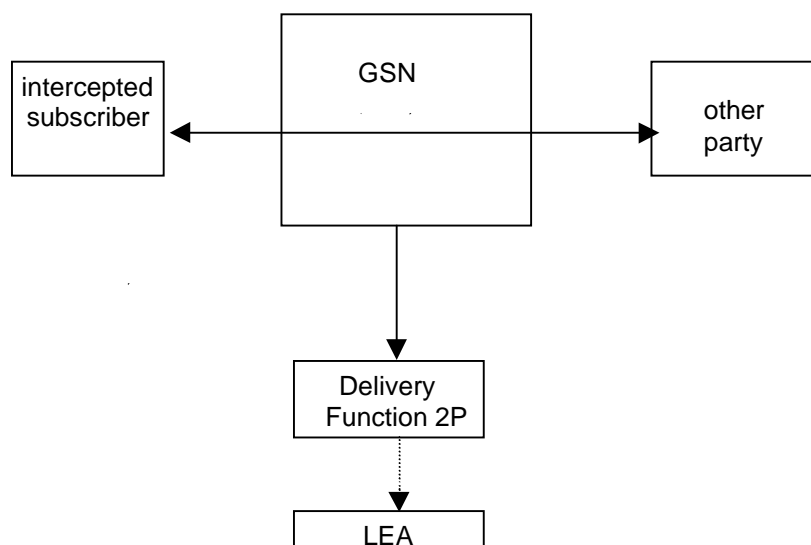 GSN
intercepted
subscriber
other
party
Delivery
Function 2P
LEA